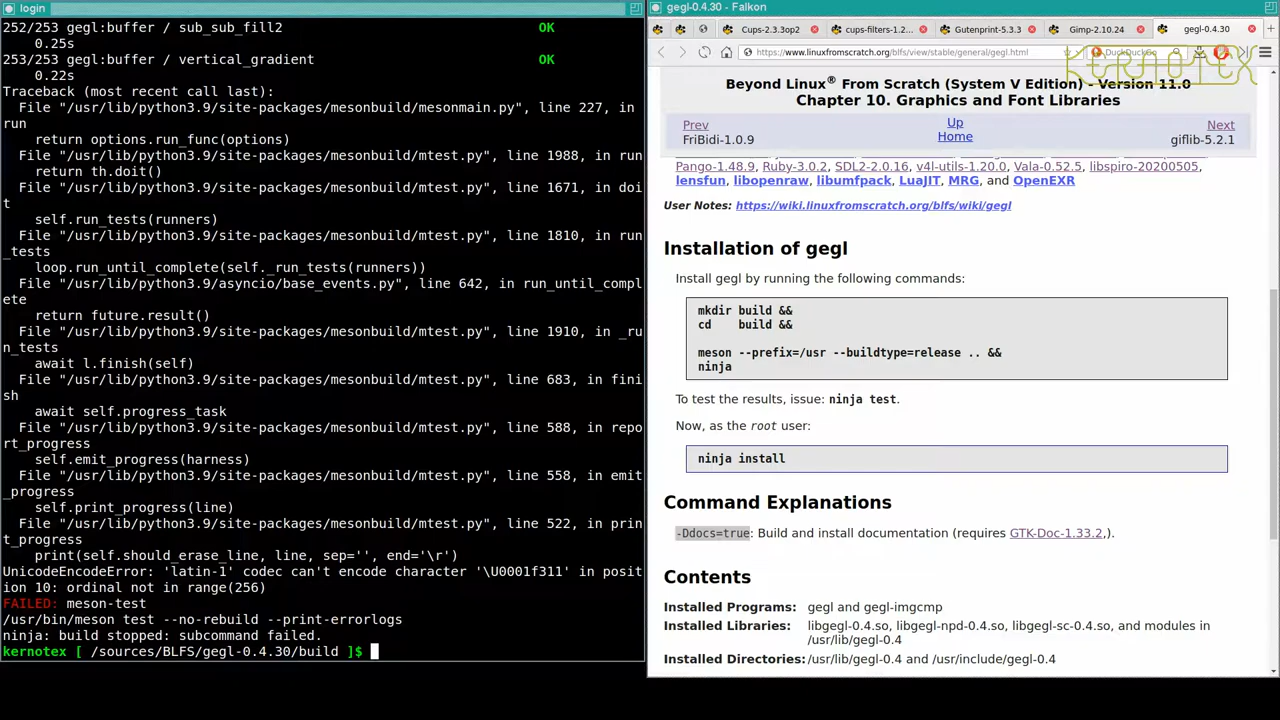 login
252/253 gegl:buffer / sub_sub_fill2 OK
0.25s
253/253 gegl:buffer / vertical_gradient OK
0.22s
Traceback (most recent call last):
File "/usr/lib/python3.9/site-packages/mesonbuild/mesonmain.py", line 227, in
run
return options.run_func(options)
File "/usr/lib/python3.9/site-packages/mesonbuild/mtest.py", line 1988, in run
return th.doit()
File "/usr/lib/python3.9/site-packages/mesonbuild/mtest.py", line 1671, in doi
t
self.run_tests(runners)
File "/usr/lib/python3.9/site-packages/mesonbuild/mtest.py", line 1810, in run
_tests
loop.run_until_complete(self._run_tests(runners))
File "/usr/lib/python3.9/asyncio/base_events.py", line 642, in run_until_compl
ete
return future.result()
File "/usr/lib/python3.9/site-packages/mesonbuild/mtest.py", line 1910, in _ru
n_tests
await l.finish(self)
File "/usr/lib/python3.9/site-packages/mesonbuild/mtest.py", line 683, in fini
sh
await self.progress_task
File "/usr/lib/python3.9/site-packages/mesonbuild/mtest.py", line 588, in repo
rt_progress
self.emit_progress(harness)
File "/usr/lib/python3.9/site-packages/mesonbuild/mtest.py", line 558, in emit
_progress
self.print_progress(line)
File "/usr/lib/python3.9/site-packages/mesonbuild/mtest.py", line 522, in prin
t_progress
print(self.should_erase_line, line, sep='', end='\r')
UnicodeEncodeError: 'latin-1' codec can't encode character '\U0001f311' in posit
ion 10: ordinal not in range(256)
FAILED: meson-test
/usr/bin/meson test --no-rebuild --print-errorlogs
ninja: build stopped: subcommand failed.
kernotex [ /sources/BLFS/gegl-0.4.30/build ]$
gegl-0.4.30 - Falkon
Cups-2.3.3op2 cups-filters-1.2... Gutenprint-5.3.3 Gimp-2.10.24 gegl-0.4.30
https://www.linuxfromscratch.org/blfs/view/stable/general/gegl.html DuckDuckGo
KERNOTEX
Beyond Linux® From Scratch (System V Edition) - Version 11.0
Chapter 10. Graphics and Font Libraries
Prev Up Next
FriBidi-1.0.9 Home giflib-5.2.1
Pango-1.48.9, Ruby-3.0.2, SDL2-2.0.16, v4l-utils-1.20.0, Vala-0.52.5, libspiro-20200505,
lensfun, libopenraw, libumfpack, LuaJIT, MRG, and OpenEXR
User Notes: https://wiki.linuxfromscratch.org/blfs/wiki/gegl
Installation of gegl
Install gegl by running the following commands:
mkdir build &&
cd    build &&
meson --prefix=/usr --buildtype=release .. &&
ninja
To test the results, issue: ninja test.
Now, as the root user:
ninja install
Command Explanations
-Ddocs=true: Build and install documentation (requires GTK-Doc-1.33.2,).
Contents
Installed Programs: gegl and gegl-imgcmp
Installed Libraries: libgegl-0.4.so, libgegl-npd-0.4.so, libgegl-sc-0.4.so, and modules in
/usr/lib/gegl-0.4
Installed Directories: /usr/lib/gegl-0.4 and /usr/include/gegl-0.4